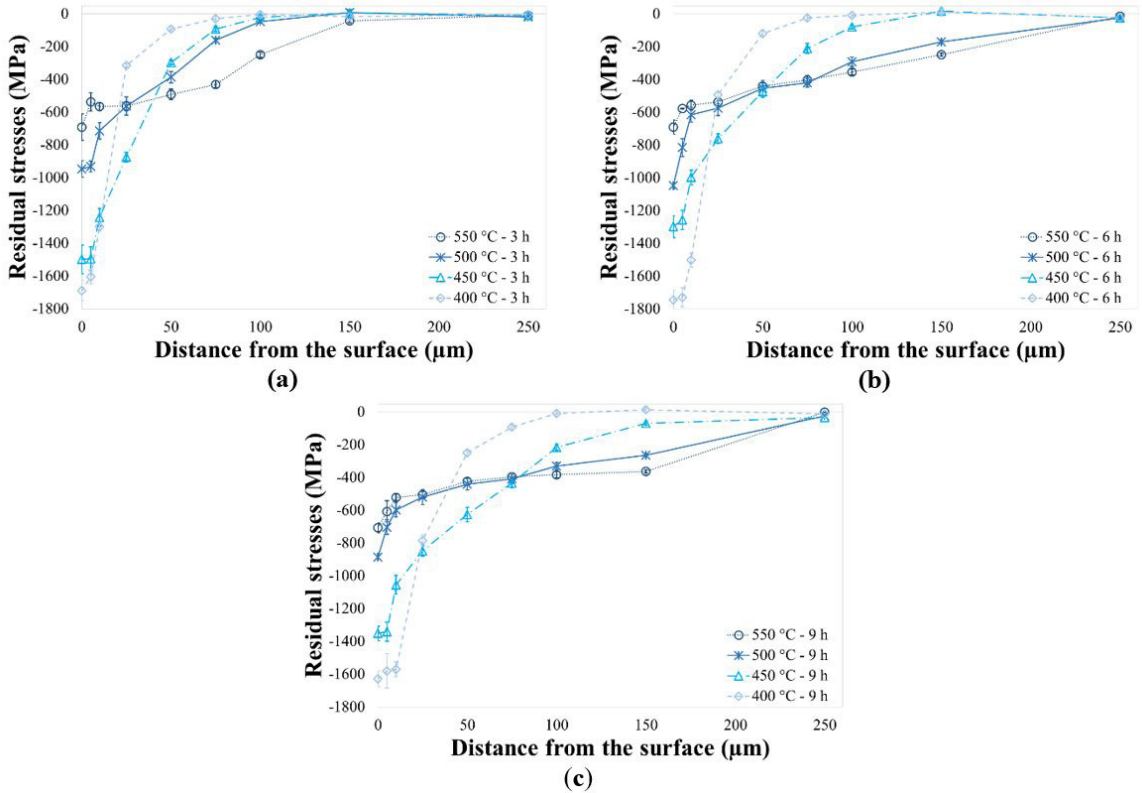 0
-200
-400
-600
-800
-1000
-1200
-1400
-1600
-1800
Residual stresses (MPa)
550 °C - 3 h
500 °C - 3 h
450 °C - 3 h
400 °C - 3 h
0 50 100 150 200 250
Distance from the surface (µm)
(a)
0
-200
-400
-600
-800
-1000
-1200
-1400
-1600
-1800
Residual stresses (MPa)
550 °C - 6 h
500 °C - 6 h
450 °C - 6 h
400 °C - 6 h
0 50 100 150 200 250
Distance from the surface (µm)
(b)
0
-200
-400
-600
-800
-1000
-1200
-1400
-1600
-1800
Residual stresses (MPa)
550 °C - 9 h
500 °C - 9 h
450 °C - 9 h
400 °C - 9 h
0 50 100 150 200 250
Distance from the surface (µm)
(c)